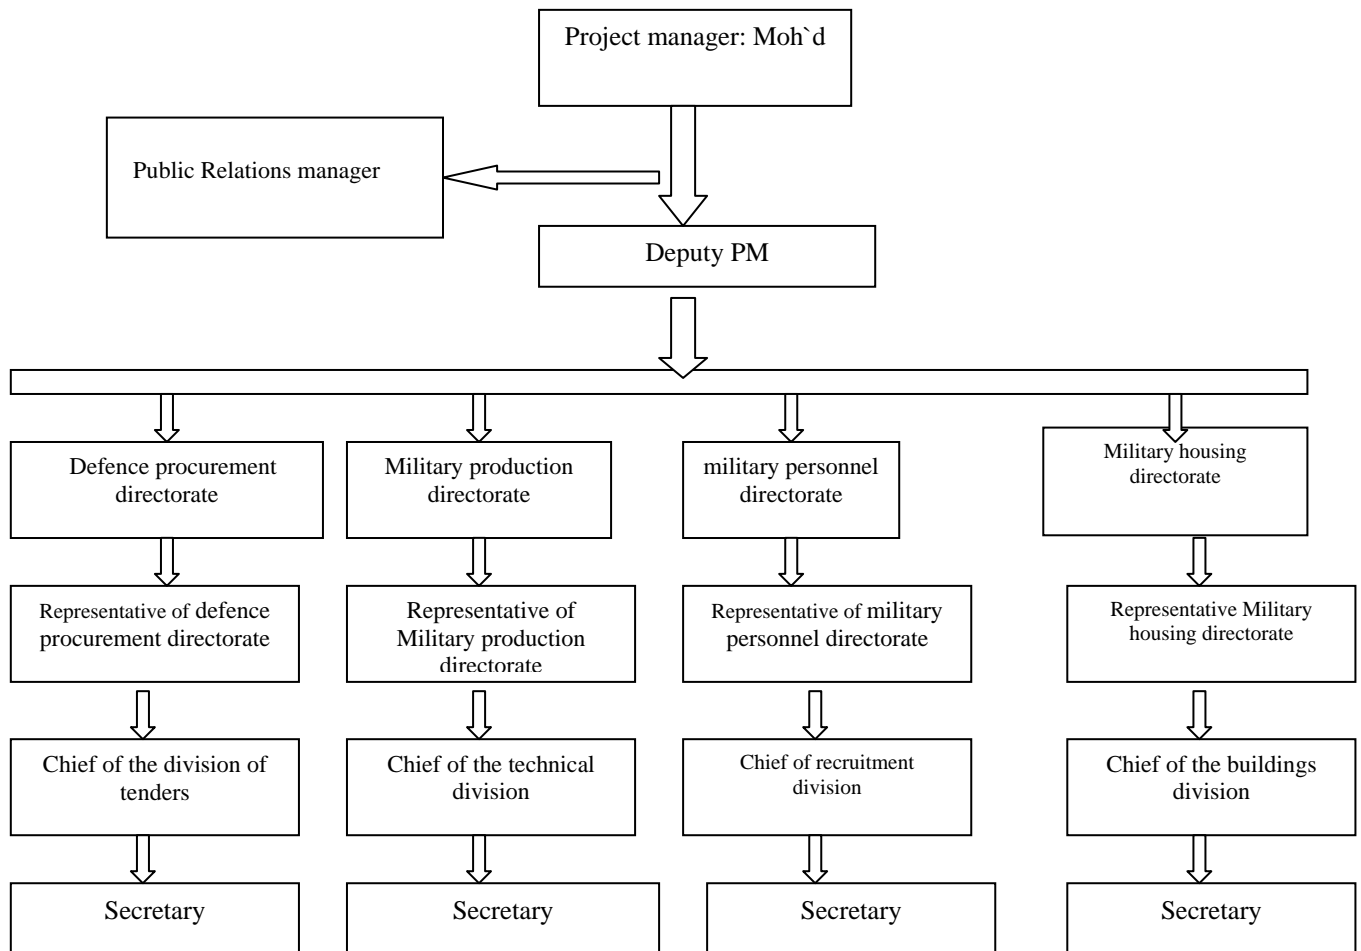 Project manager: Moh`d
Public Relations manager
Deputy PM
Defence procurement
directorate
Military production
directorate
military personnel
directorate
Military housing
directorate
Representative of defence
procurement directorate
Representative of
Military production
directorate
Representative of military
personnel directorate
Representative Military
housing directorate
Chief of the division of
tenders
Chief of the technical
division
Chief of recruitment
division
Chief of the buildings
division
Secretary
Secretary
Secretary
Secretary